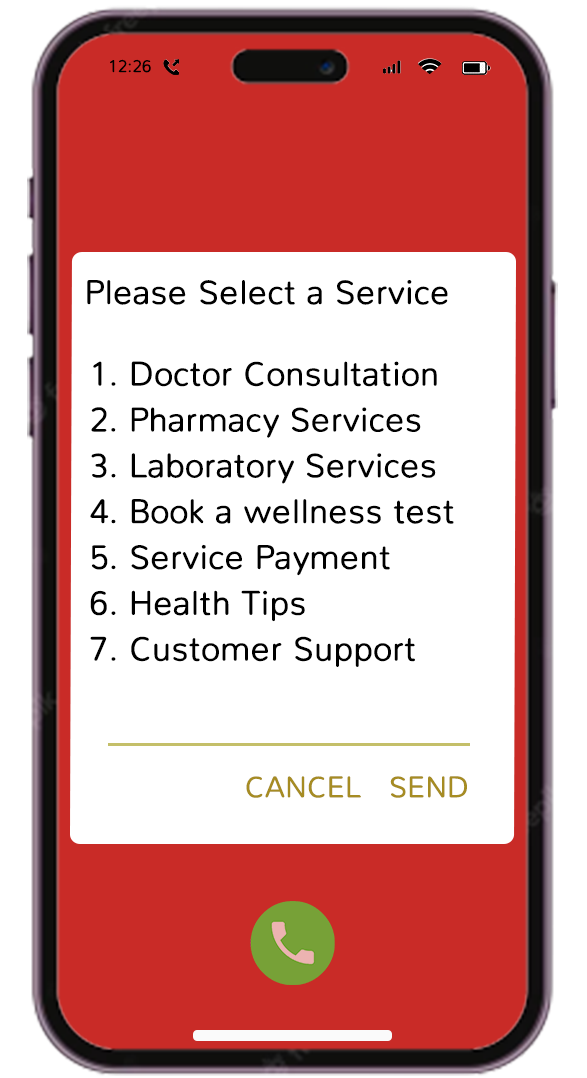 12:26
Please Select a Service
1. Doctor Consultation
2. Pharmacy Services
3. Laboratory Services
4. Book a wellness test
5. Service Payment
6. Health Tips
7. Customer Support
CANCEL SEND